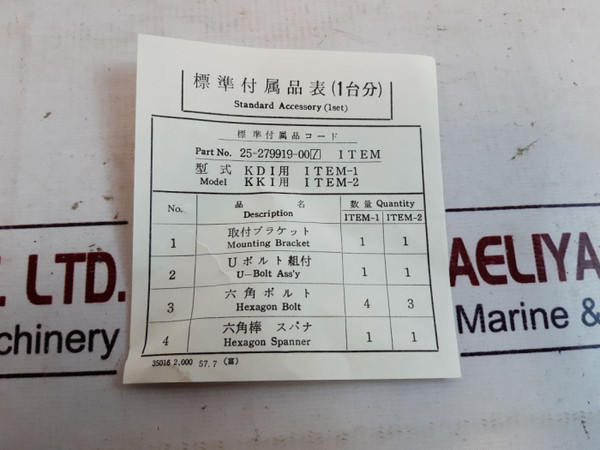 標準付属品表(1台分)
Standard Accessory (1set)
標準付属品コード
Part No. 25-279919-00☑ ITEM
型式 KDI用 ITEM-1
Model KKI用 ITEM-2
No. 品名 数量 Quantity
Description ITEM-1 ITEM-2
取付ブラケット
1 Mounting Bracket 1 1
Uボルト組付
2 U-Bolt Ass'y 1 1
六角ボルト
3 Hexagon Bolt 4 3
六角棒 スパナ
4 Hexagon Spanner 1 1
35016 2,000 57.7 (富)
LTD.
AELIYA
chinery
Marine &